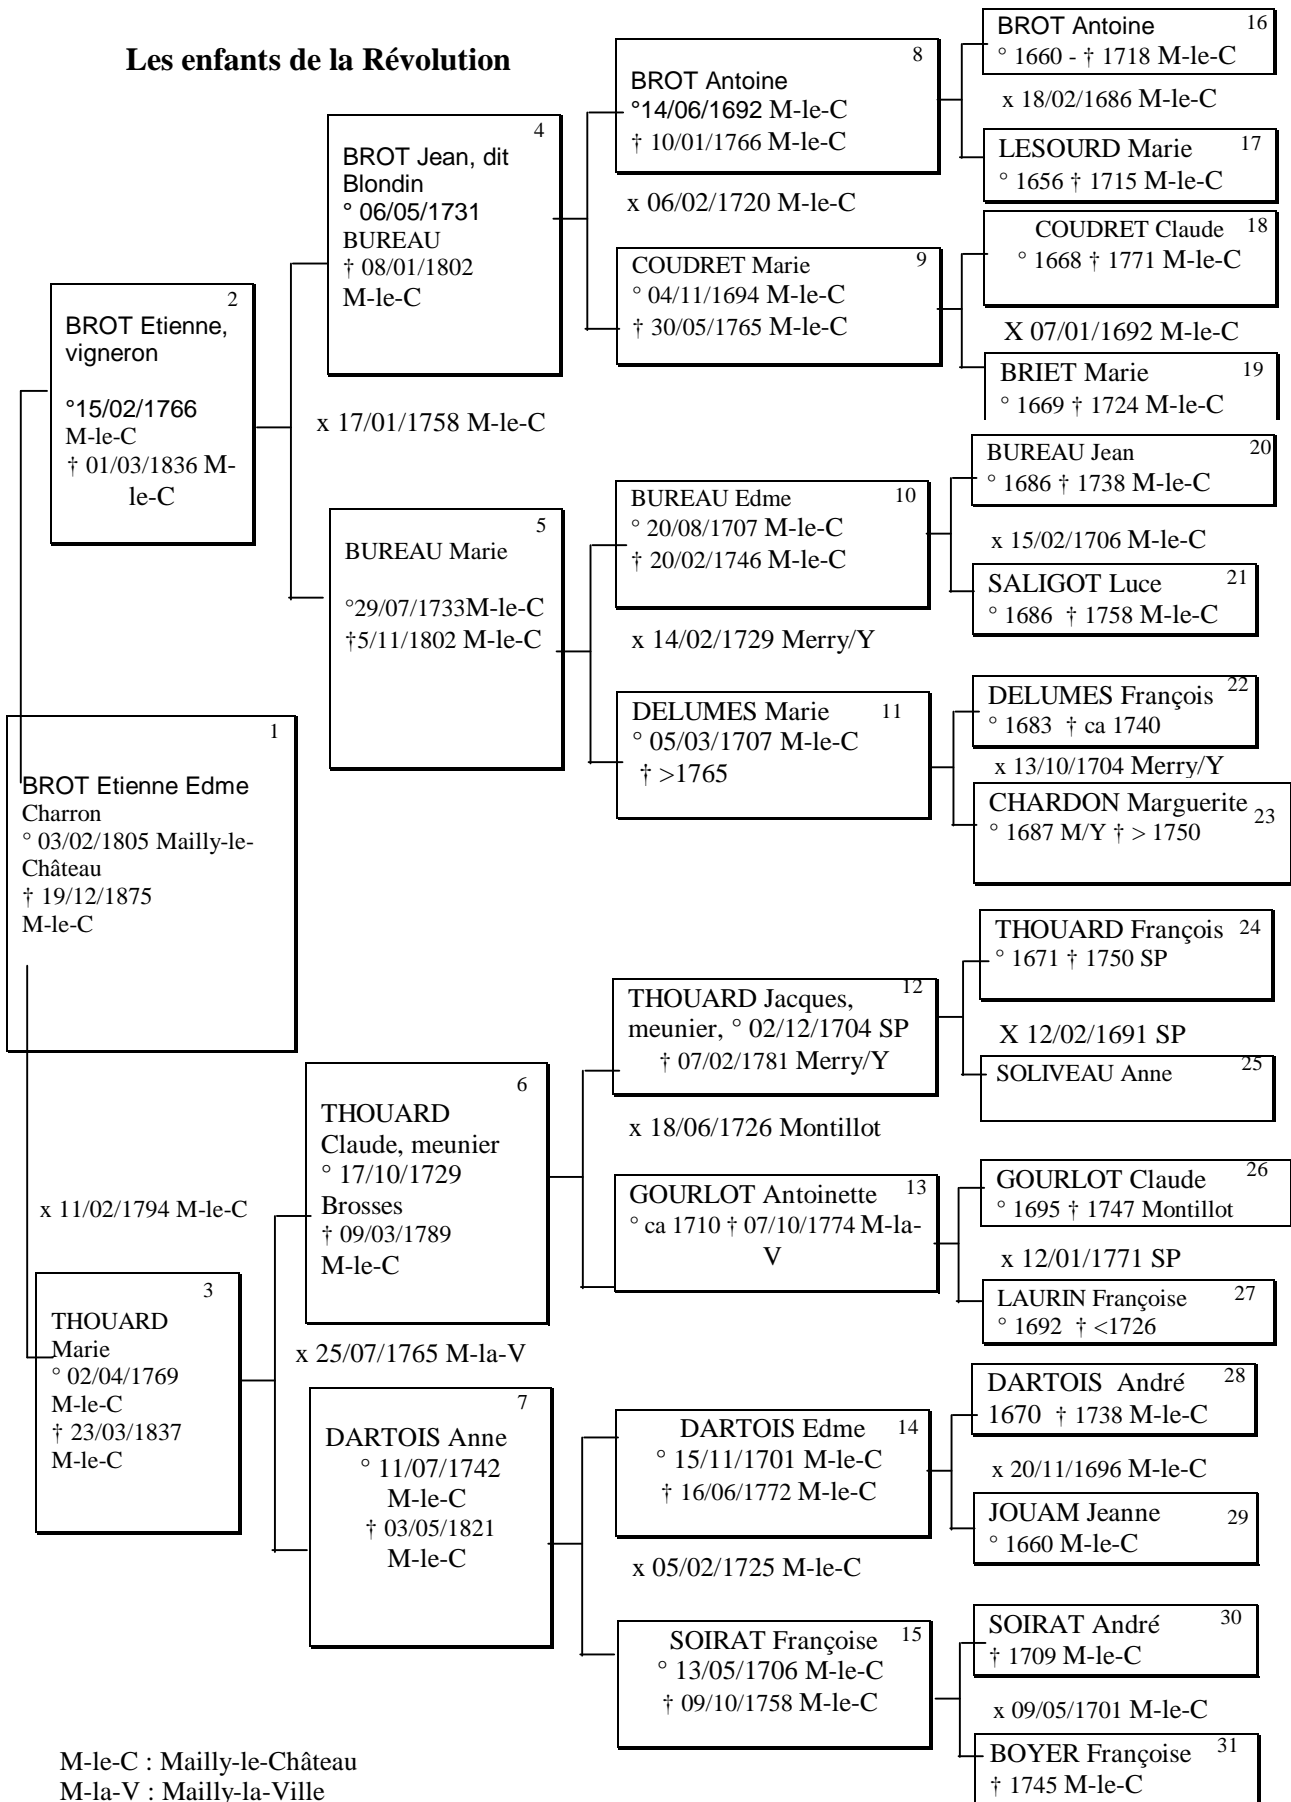 Les enfants de la Révolution
1
BROT Etienne Edme
Charron
° 03/02/1805 Mailly-le-
Château
† 19/12/1875
M-le-C
2
BROT Etienne,
vigneron
°15/02/1766
M-le-C
† 01/03/1836 M-
le-C
x 11/02/1794 M-le-C
3
THOUARD
Marie
° 02/04/1769
M-le-C
† 23/03/1837
M-le-C
4
BROT Jean, dit
Blondin
° 06/05/1731
BUREAU
† 08/01/1802
M-le-C
x 17/01/1758 M-le-C
5
BUREAU Marie
°29/07/1733M-le-C
†5/11/1802 M-le-C
6
THOUARD
Claude, meunier
° 17/10/1729
Brosses
† 09/03/1789
M-le-C
x 25/07/1765 M-la-V
7
DARTOIS Anne
° 11/07/1742
M-le-C
† 03/05/1821
M-le-C
8
BROT Antoine
°14/06/1692 M-le-C
† 10/01/1766 M-le-C
x 06/02/1720 M-le-C
COUDRET Marie 9
° 04/11/1694 M-le-C
† 30/05/1765 M-le-C
BUREAU Edme 10
° 20/08/1707 M-le-C
† 20/02/1746 M-le-C
x 14/02/1729 Merry/Y
DELUMES Marie 11
° 05/03/1707 M-le-C
† >1765
12
THOUARD Jacques,
meunier, ° 02/12/1704 SP
† 07/02/1781 Merry/Y
x 18/06/1726 Montillot
GOURLOT Antoinette 13
° ca 1710 † 07/10/1774 M-la-
V
DARTOIS Edme 14
° 15/11/1701 M-le-C
† 16/06/1772 M-le-C
x 05/02/1725 M-le-C
SOIRAT Françoise 15
° 13/05/1706 M-le-C
† 09/10/1758 M-le-C
BROT Antoine 16
° 1660 - † 1718 M-le-C
x 18/02/1686 M-le-C
LESOURD Marie 17
° 1656 † 1715 M-le-C
COUDRET Claude 18
° 1668 † 1771 M-le-C
X 07/01/1692 M-le-C
BRIET Marie 19
° 1669 † 1724 M-le-C
BUREAU Jean 20
° 1686 † 1738 M-le-C
x 15/02/1706 M-le-C
SALIGOT Luce 21
° 1686 † 1758 M-le-C
DELUMES François 22
° 1683 † ca 1740
x 13/10/1704 Merry/Y
CHARDON Marguerite 23
° 1687 M/Y † > 1750
THOUARD François 24
° 1671 † 1750 SP
X 12/02/1691 SP
SOLIVEAU Anne 25
GOURLOT Claude 26
° 1695 † 1747 Montillot
x 12/01/1771 SP
LAURIN Françoise 27
° 1692 † <1726
DARTOIS André 28
1670 † 1738 M-le-C
x 20/11/1696 M-le-C
JOUAM Jeanne 29
° 1660 M-le-C
SOIRAT André 30
† 1709 M-le-C
x 09/05/1701 M-le-C
BOYER Françoise 31
† 1745 M-le-C
M-le-C : Mailly-le-Château
M-la-V : Mailly-la-Ville